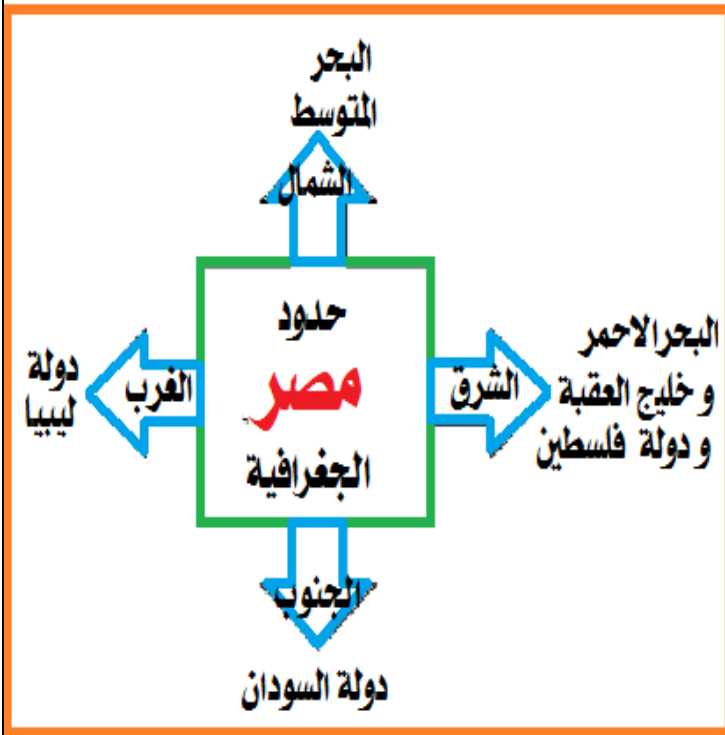 البحر
المتوسط
الشمال
حدود
مصر
الجغرافية
الشرق
البحرالاحمر
و خليج العقبة
و دولة فلسطين
الغرب
دولة
ليبيا
الجنوب
دولة السودان